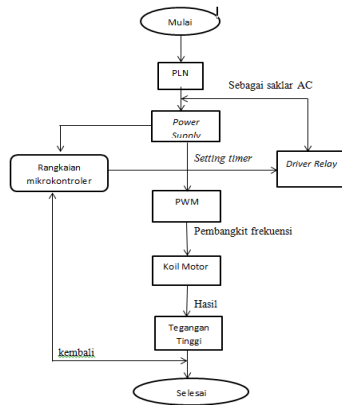 Mulai
PLN
Sebagai saklar AC
Power
Supply
Setting timer
Driver Relay
Rangkaian
mikrokontroler
PWM
Pembangkit frekuensi
Koil Motor
Hasil
Tegangan
Tinggi
kembali
Selesai